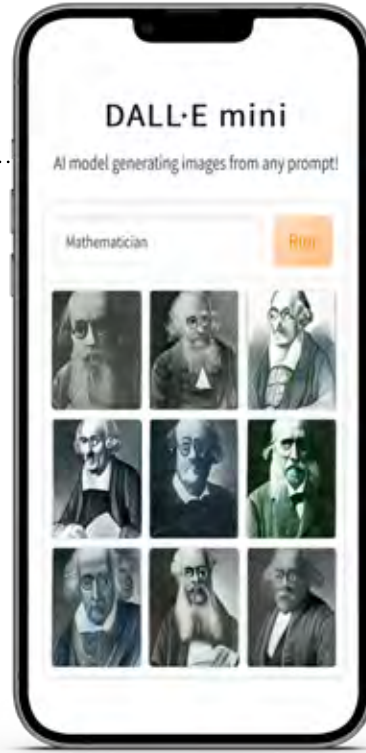 DALL·E mini
AI model generating images from any prompt!
Mathematician
Run